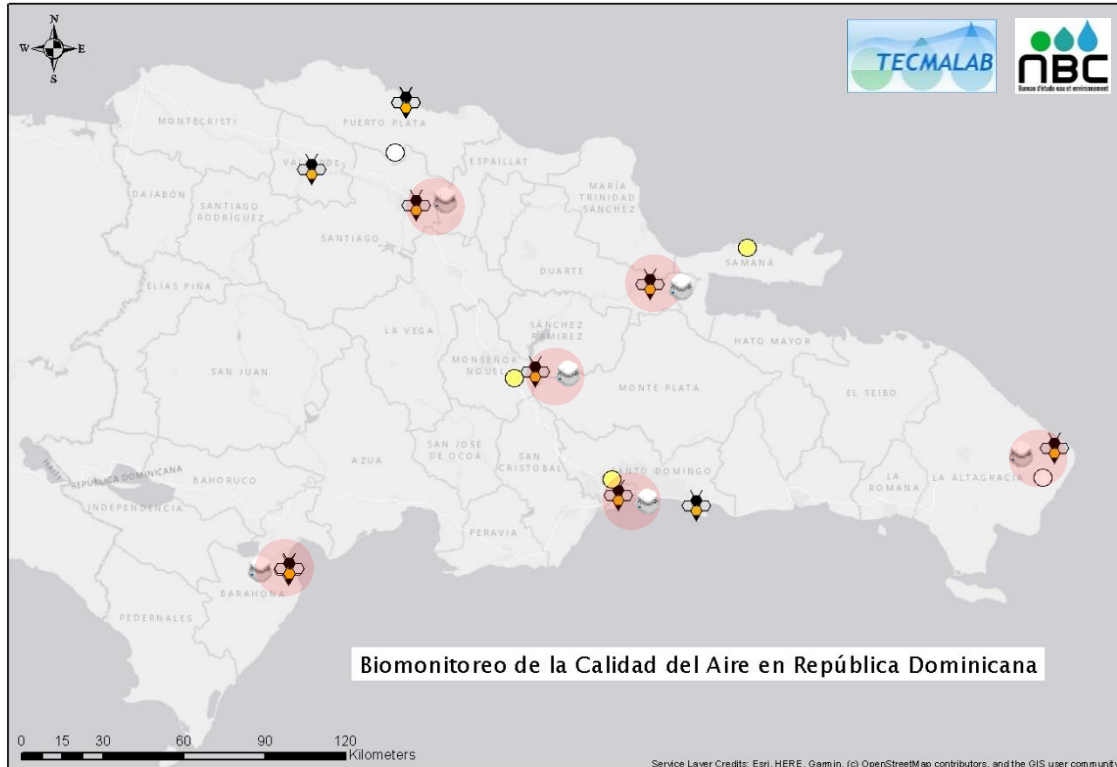 N
W E
S
TECMALAB
NBC
Bureau d'étude eau et environnement
PUERTO PLATA
MONTECRISTI
ESPAILLAT
DAJABÓN
MARÍA
TRINIDAD
SÁNCHEZ
SANTIAGO
RODRÍGUEZ
SANTIAGO
SAMANÁ
DUARTE
ELÍAS PIÑA
LA VEGA
SÁNCHEZ
RAMÍREZ
HATO MAYOR
MONSEÑOR
NOUEL
SAN JUAN
MONTE PLATA
EL SEIBO
SAN JOSÉ
DE OCOA
SAN
CRISTOBAL
AZUA
HAITI
REPÚBLICA DOMINICANA
BAHORUCO
LA ALTAGRACIA
LA
ROMANA
INDEPENDENCIA
PERAVIA
BARAHONA
PEDERNALES
Biomonitoreo de la Calidad del Aire en República Dominicana
0 15 30 60 90 120
Kilometers
Service Layer Credits: Esri, HERE, Garmin, (c) OpenStreetMap contributors, and the GIS user community